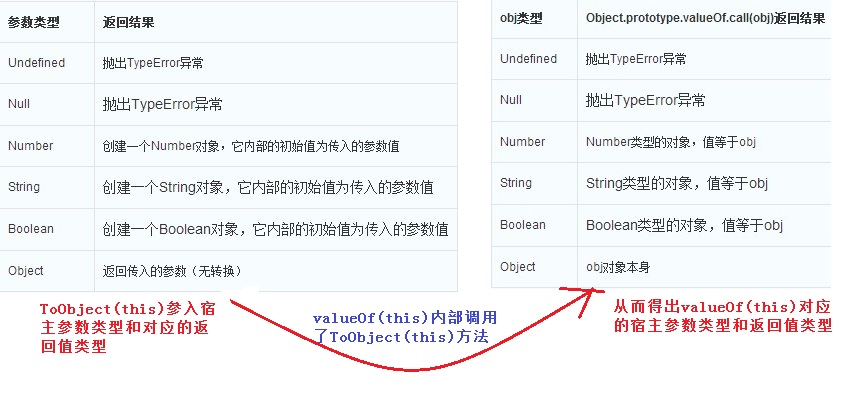 参数类型 返回结果
Undefined 抛出TypeError异常
Null 抛出TypeError异常
Number 创建一个Number对象，它内部的初始值为传入的参数值
String 创建一个String对象，它内部的初始值为传入的参数值
Boolean 创建一个Boolean对象，它内部的初始值为传入的参数值
Object 返回传入的参数（无转换）
obj类型 Object.prototype.valueOf.call(obj)返回结果
Undefined 抛出TypeError异常
Null 抛出TypeError异常
Number Number类型的对象，值等于obj
String String类型的对象，值等于obj
Boolean Boolean类型的对象，值等于obj
Object obj对象本身
ToObject(this)参入宿
主参数类型和对应的返
回值类型
valueOf(this)内部调用
了ToObject(this)方法
从而得出valueOf(this)对应
的宿主参数类型和返回值类型